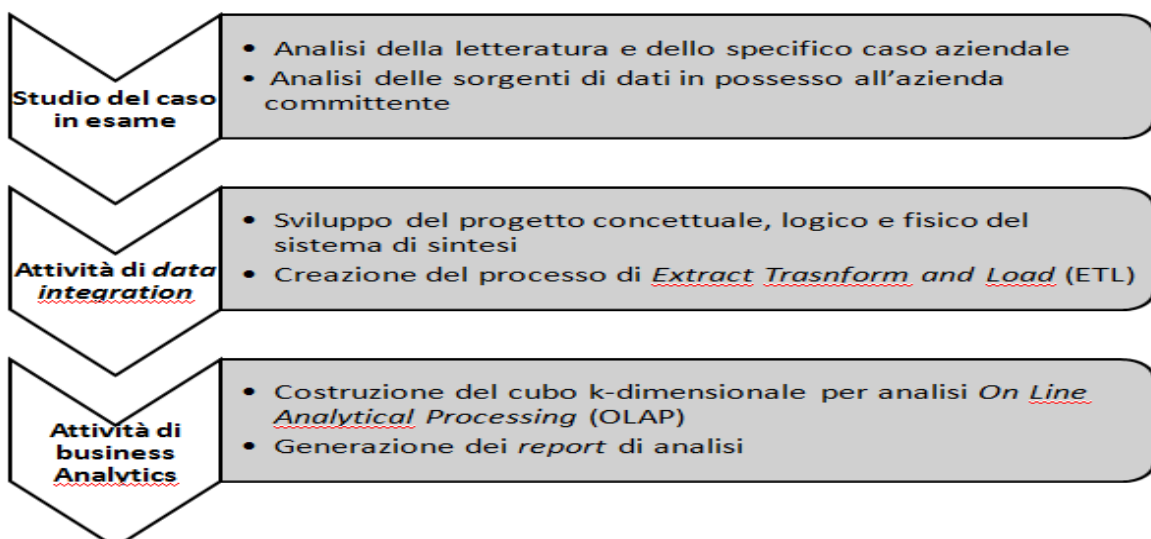 Studio del caso
in esame
• Analisi della letteratura e dello specifico caso aziendale
• Analisi delle sorgenti di dati in possesso all'azienda
committente
Attività di data
integration
• Sviluppo del progetto concettuale, logico e fisico del
sistema di sintesi
• Creazione del processo di Extract Trasnform and Load (ETL)
Attività di
business
Analytics
• Costruzione del cubo k-dimensionale per analisi On Line
Analytical Processing (OLAP)
• Generazione dei report di analisi